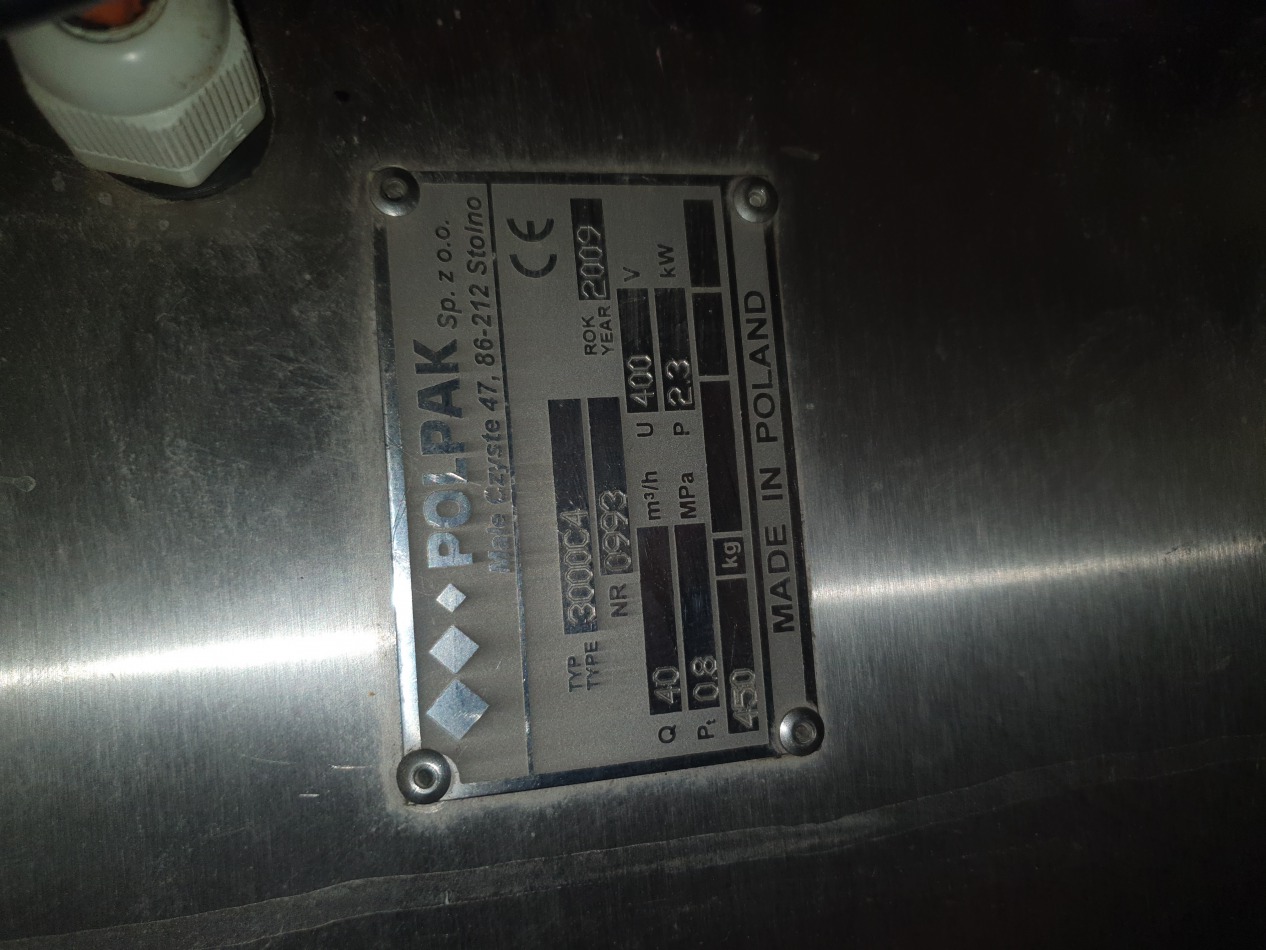 POLPAK Sp. z o.o.
Małe Czyste 47, 86-212 Stolno
CE
TYP
TYPE
3000C4
ROK
YEAR
2009
NR 0993
Q 40 m³/h U 400 V
Pt 0.8 MPa P 2.3 kW
450 kg
MADE IN POLAND